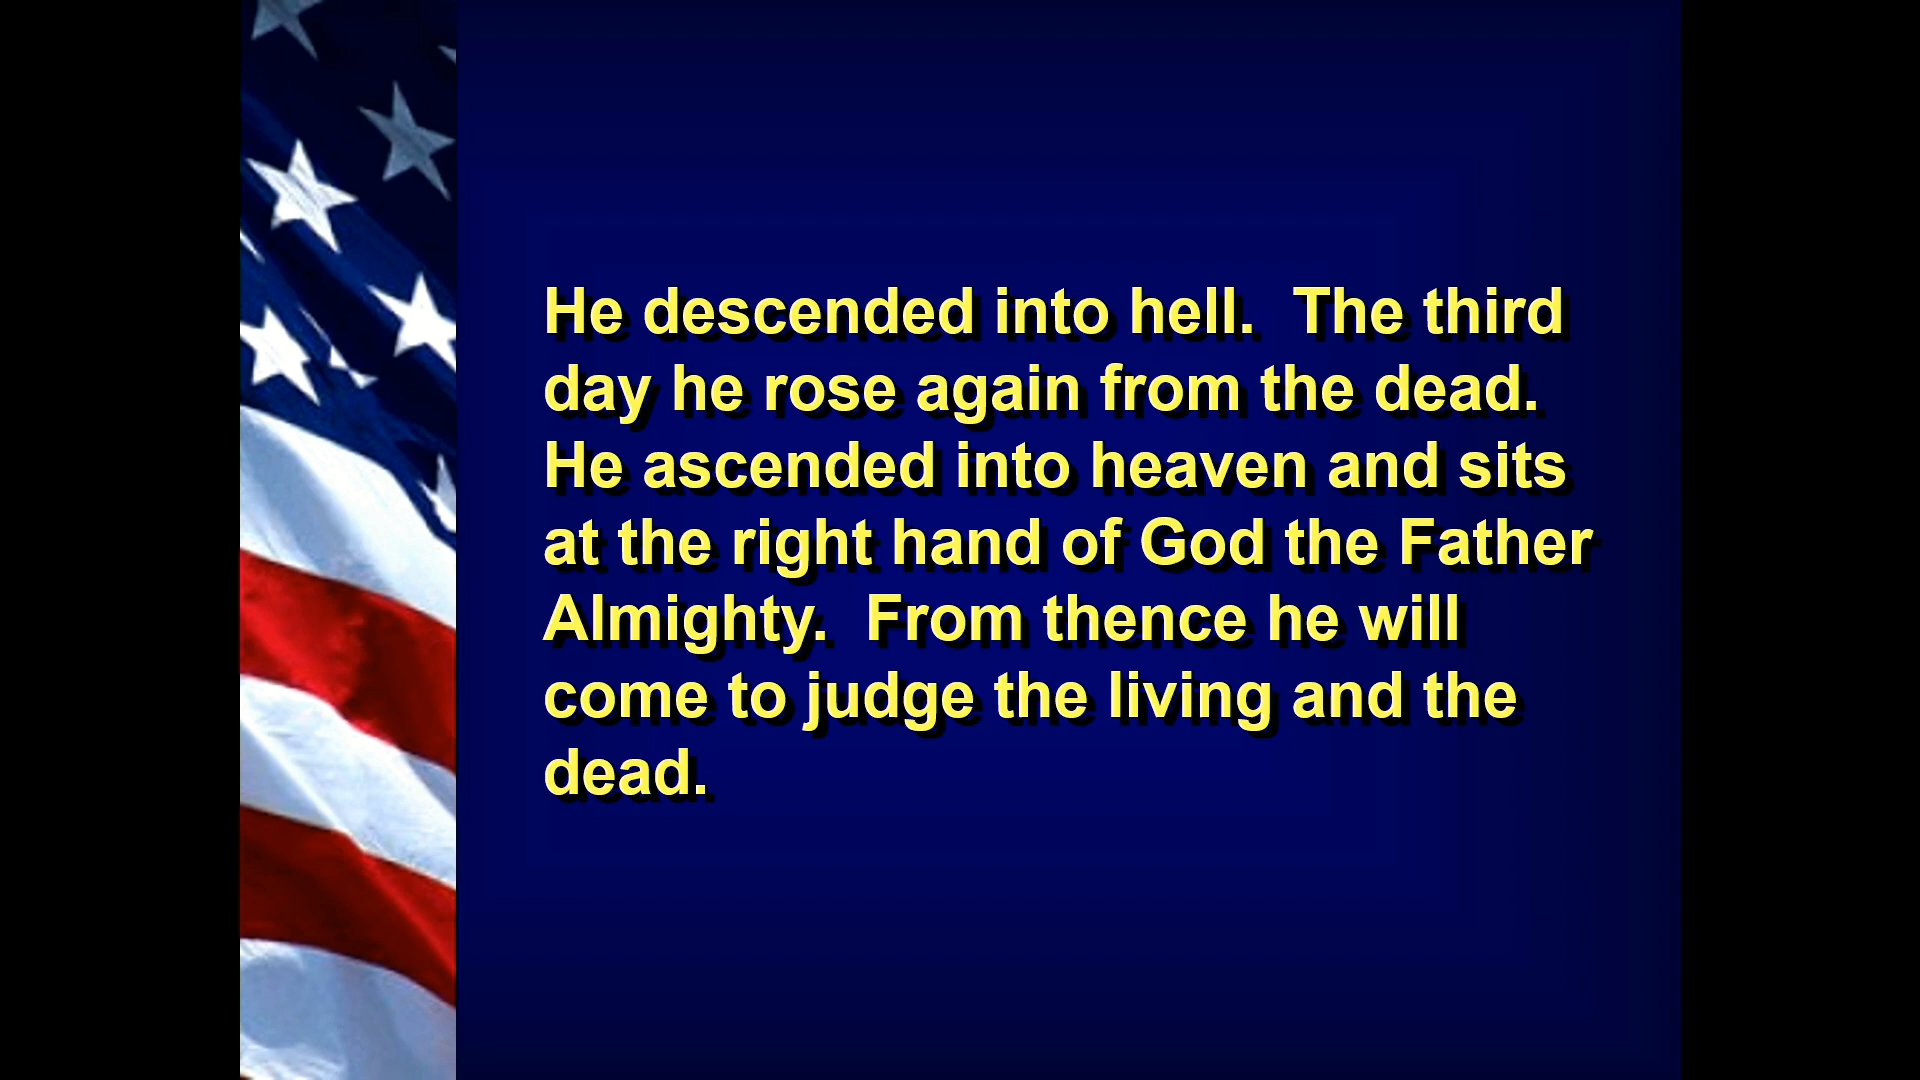 He descended into hell.  The third
day he rose again from the dead.
He ascended into heaven and sits
at the right hand of God the Father
Almighty.  From thence he will
come to judge the living and the
dead.